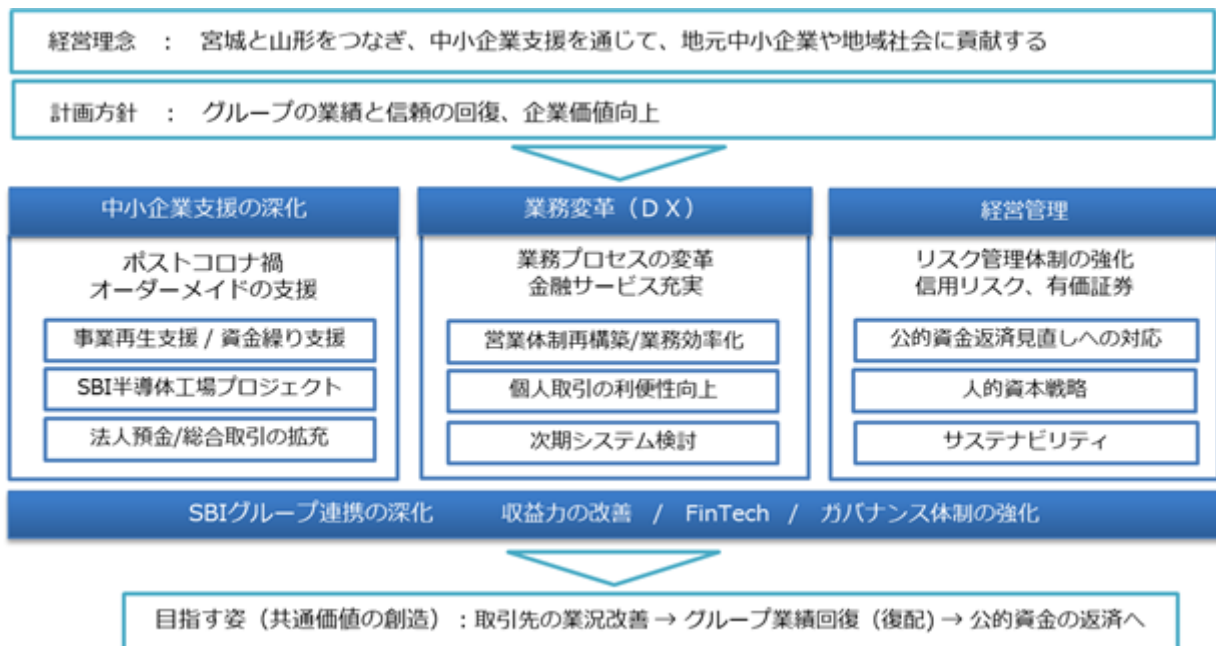 経営理念 ： 宮城と山形をつなぎ、中小企業支援を通じて、地元中小企業や地域社会に貢献する
計画方針 ： グループの業績と信頼の回復、企業価値向上
中小企業支援の深化
ポストコロナ禍
オーダーメイドの支援
事業再生支援 / 資金繰り支援
SBI半導体工場プロジェクト
法人預金/総合取引の拡充
業務変革（ＤＸ）
業務プロセスの変革
金融サービス充実
営業体制再構築/業務効率化
個人取引の利便性向上
次期システム検討
経営管理
リスク管理体制の強化
信用リスク、有価証券
公的資金返済見直しへの対応
人的資本戦略
サステナビリティ
SBIグループ連携の深化 収益力の改善 / FinTech / ガバナンス体制の強化
目指す姿（共通価値の創造）：取引先の業況改善 → グループ業績回復（復配) → 公的資金の返済へ